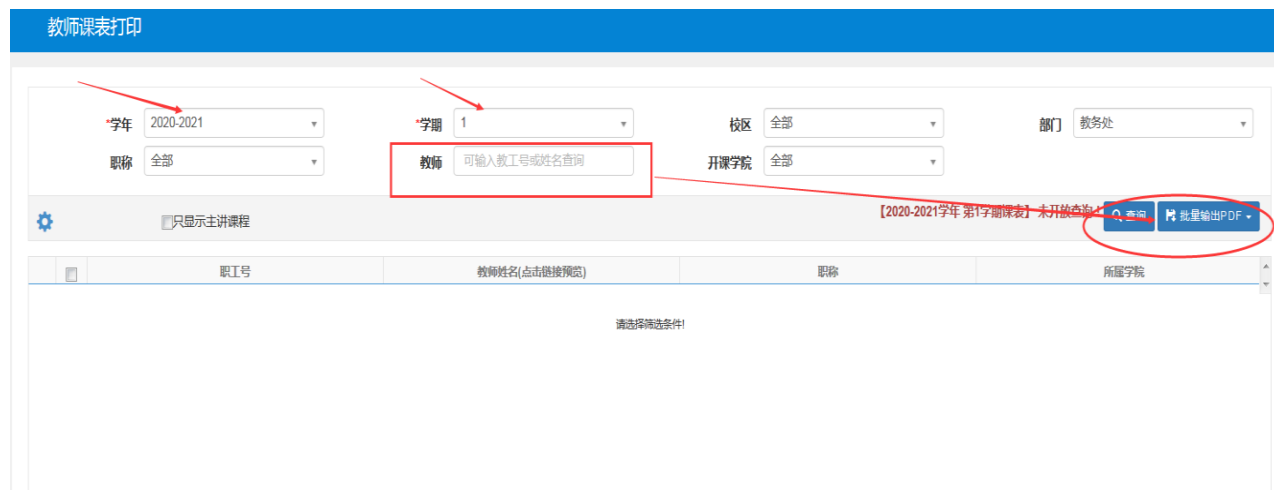 教师课表打印
*学年 2020-2021 *学期 1 校区 全部 部门 教务处
职称 全部 教师 可输入教工号或姓名查询 开课学院 全部
只显示主讲课程 【2020-2021学年 第1学期课表】 未开放查询! 查询 批量输出PDF
职工号 教师姓名(点击链接预览) 职称 所属学院
请选择筛选条件!